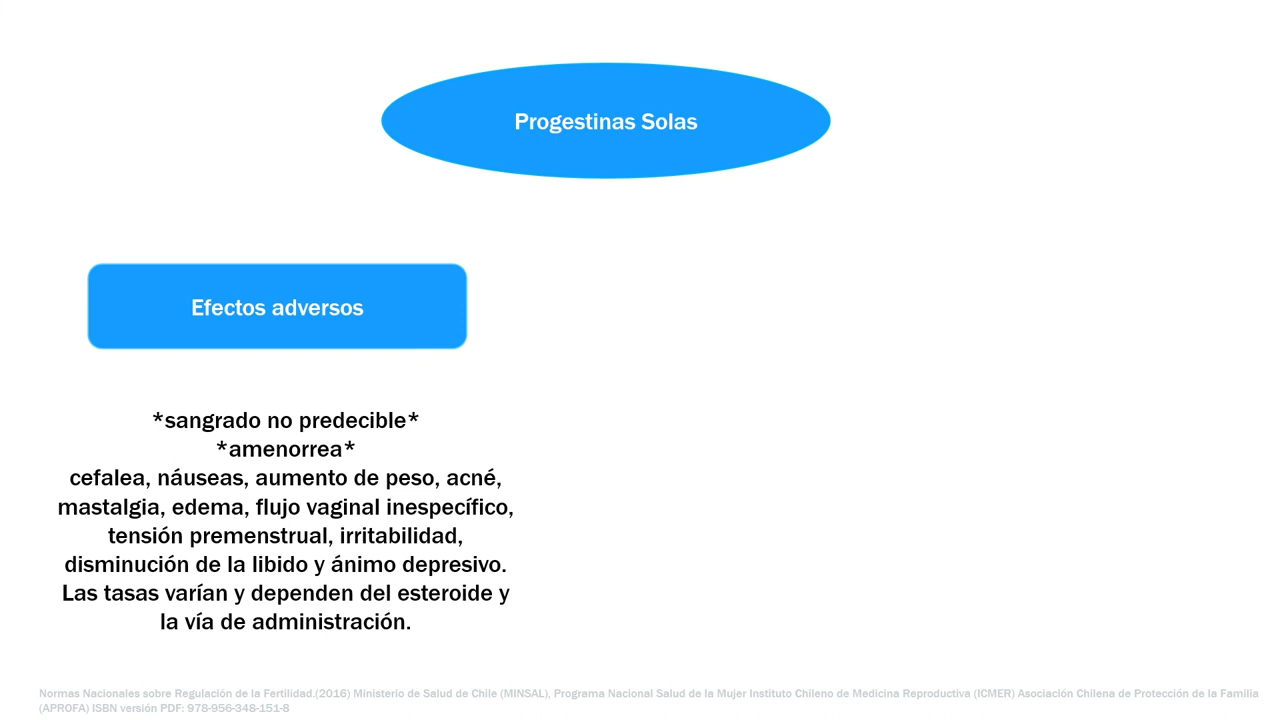 Progestinas Solas
Efectos adversos
*sangrado no predecible*
*amenorrea*
cefalea, náuseas, aumento de peso, acné,
mastalgia, edema, flujo vaginal inespecífico,
tensión premenstrual, irritabilidad,
disminución de la libido y ánimo depresivo.
Las tasas varían y dependen del esteroide y
la vía de administración.
Normas Nacionales sobre Regulación de la Fertilidad.(2016) Ministerio de Salud de Chile (MINSAL), Programa Nacional Salud de la Mujer Instituto Chileno de Medicina Reproductiva (ICMER) Asociación Chilena de Protección de la Familia
(APROFA) ISBN versión PDF: 978-956-348-151-8